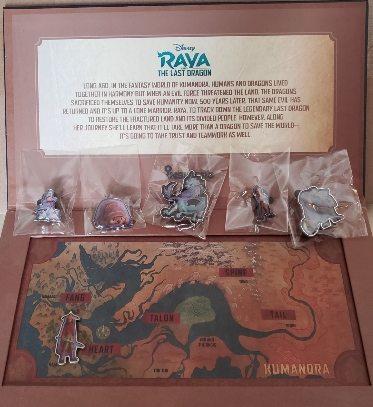 Disney
RAYA
AND
THE LAST DRAGON
LONG AGO, IN THE FANTASY WORLD OF KUMANDRA, HUMANS AND DRAGONS LIVED
TOGETHER IN HARMONY. BUT WHEN AN EVIL FORCE THREATENED THE LAND, THE DRAGONS
SACRIFICED THEMSELVES TO SAVE HUMANITY. NOW, 500 YEARS LATER, THAT SAME EVIL HAS
RETURNED AND IT'S UP TO A LONE WARRIOR, RAYA, TO TRACK DOWN THE LEGENDARY LAST DRAGON
TO RESTORE THE FRACTURED LAND AND ITS DIVIDED PEOPLE. HOWEVER, ALONG
HER JOURNEY SHE'LL LEARN THAT IT'LL TAKE MORE THAN A DRAGON TO SAVE THE WORLD—
IT'S GOING TO TAKE TRUST AND TEAMWORK AS WELL.
SPINE
FANG
TALON
TAIL
HEART
KUMANDRA